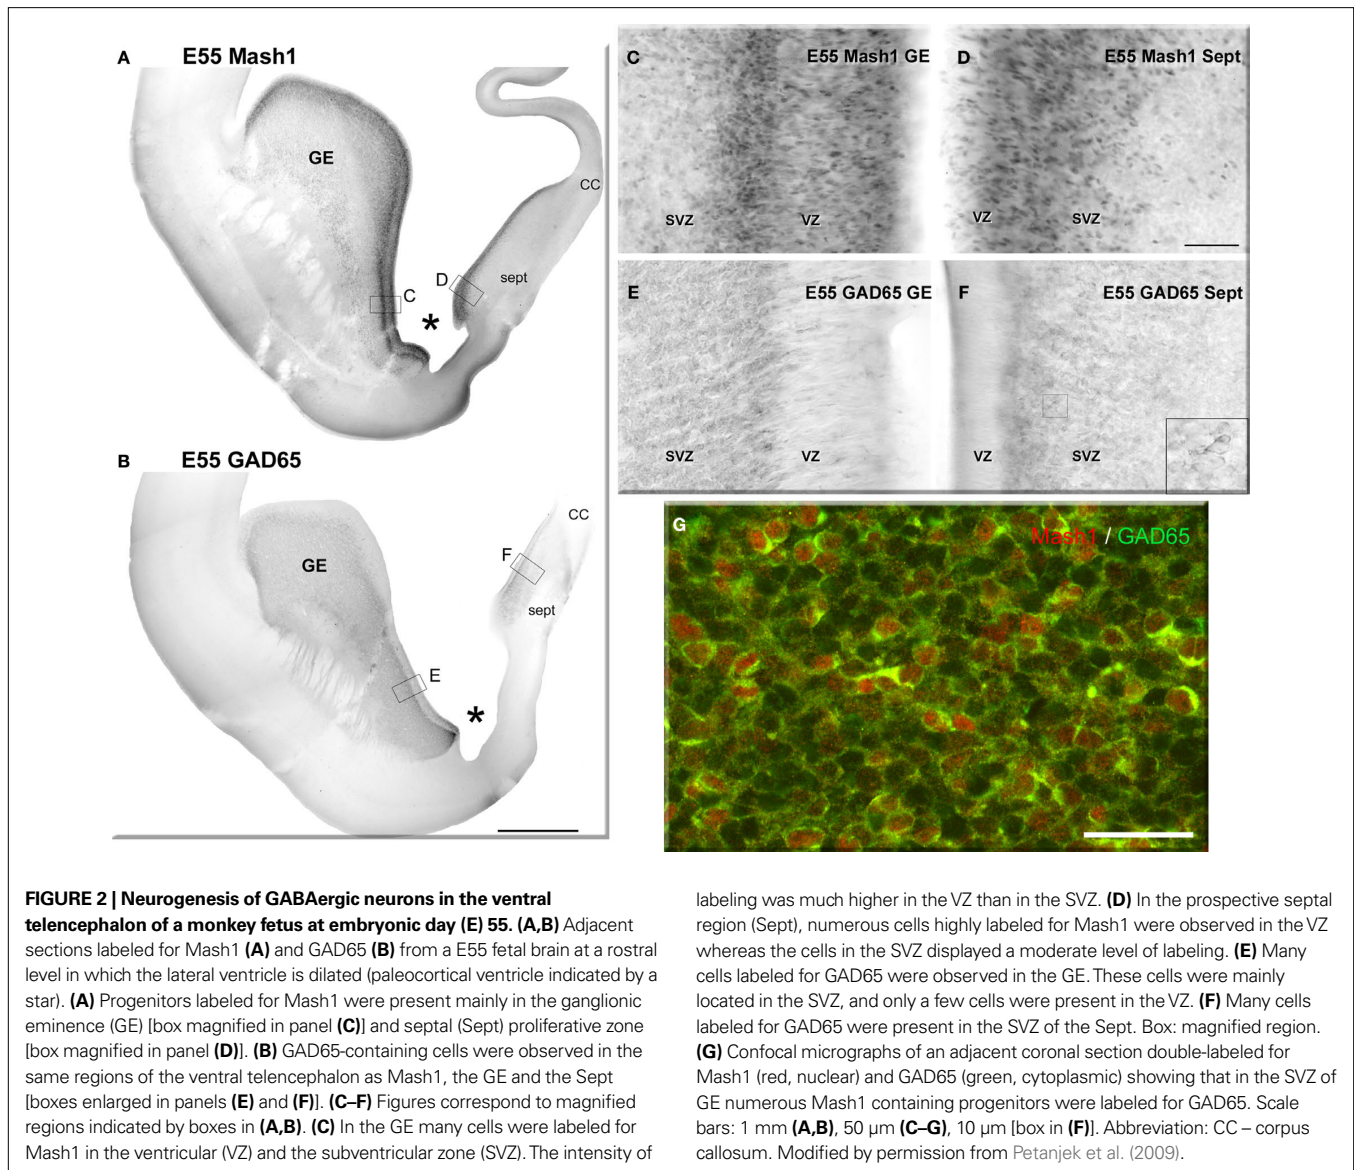 A E55 Mash1
GE
CC
sept
D
C
*
B E55 GAD65
GE
CC
F
sept
E
*
C E55 Mash1 GE
SVZ VZ
D E55 Mash1 Sept
VZ SVZ
E E55 GAD65 GE
SVZ VZ
F E55 GAD65 Sept
VZ SVZ
G Mash1 / GAD65
FIGURE 2 | Neurogenesis of GABAergic neurons in the ventral
telencephalon of a monkey fetus at embryonic day (E) 55. (A,B) Adjacent
sections labeled for Mash1 (A) and GAD65 (B) from a E55 fetal brain at a rostral
level in which the lateral ventricle is dilated (paleocortical ventricle indicated by a
star). (A) Progenitors labeled for Mash1 were present mainly in the ganglionic
eminence (GE) [box magnified in panel (C)] and septal (Sept) proliferative zone
[box magnified in panel (D)]. (B) GAD65-containing cells were observed in the
same regions of the ventral telencephalon as Mash1, the GE and the Sept
[boxes enlarged in panels (E) and (F)]. (C–F) Figures correspond to magnified
regions indicated by boxes in (A,B). (C) In the GE many cells were labeled for
Mash1 in the ventricular (VZ) and the subventricular zone (SVZ). The intensity of
labeling was much higher in the VZ than in the SVZ. (D) In the prospective septal
region (Sept), numerous cells highly labeled for Mash1 were observed in the VZ
whereas the cells in the SVZ displayed a moderate level of labeling. (E) Many
cells labeled for GAD65 were observed in the GE. These cells were mainly
located in the SVZ, and only a few cells were present in the VZ. (F) Many cells
labeled for GAD65 were present in the SVZ of the Sept. Box: magnified region.
(G) Confocal micrographs of an adjacent coronal section double-labeled for
Mash1 (red, nuclear) and GAD65 (green, cytoplasmic) showing that in the SVZ of
GE numerous Mash1 containing progenitors were labeled for GAD65. Scale
bars: 1 mm (A,B), 50 μm (C–G), 10 μm [box in (F)]. Abbreviation: CC – corpus
callosum. Modified by permission from Petanjek et al. (2009).